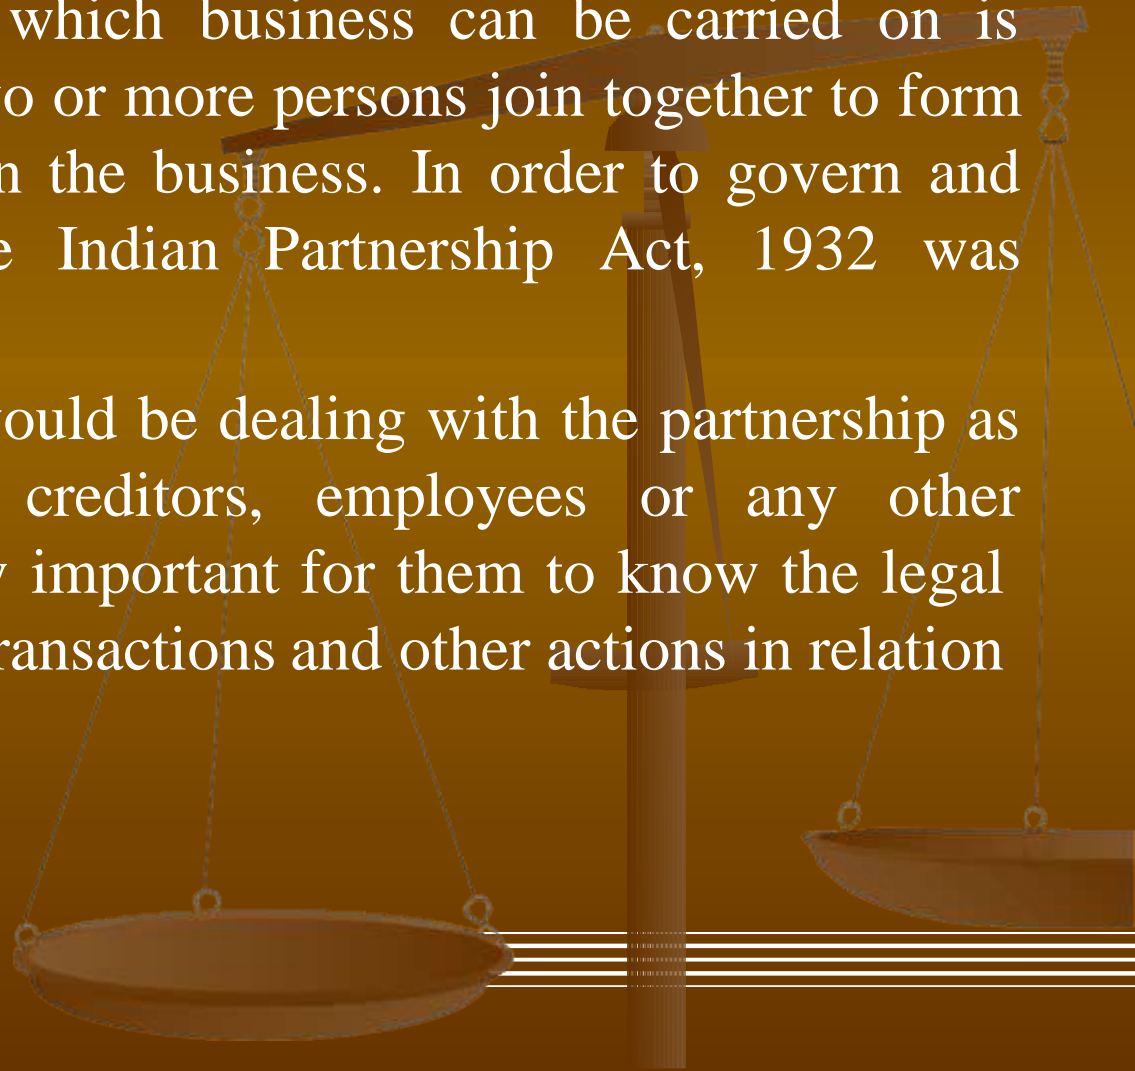 which business can be carried on is
or more persons join together to form
the business. In order to govern and
Indian Partnership Act, 1932 was
be dealing with the partnership as
creditors, employees or any other
important for them to know the legal
and other actions in relation